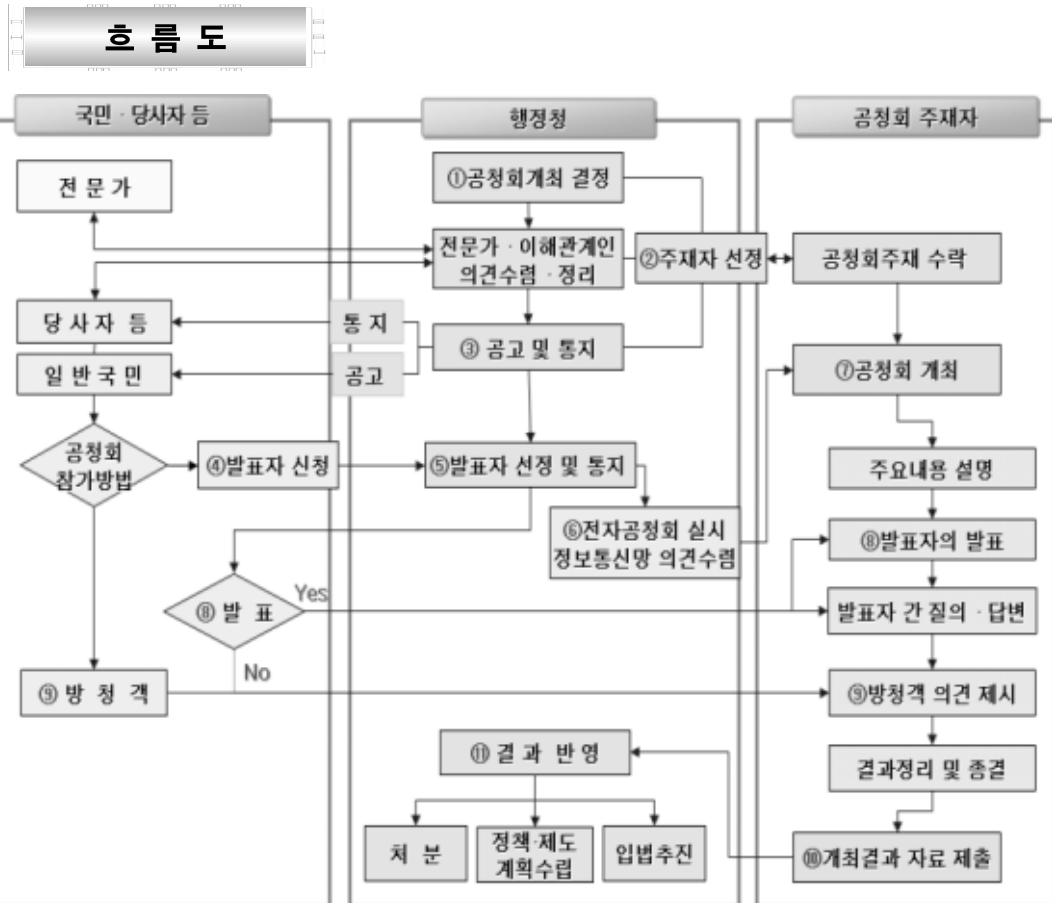 흐 름 도
국민 · 당사자 등
행정청
공청회 주재자
전 문 가
①공청회개최 결정
전문가 · 이해관계인
의견수렴 · 정리
②주재자 선정
공청회주재 수락
당 사 자 등
통 지
③ 공고 및 통지
일 반 국 민
공고
⑦공청회 개최
공청회
참가방법
④발표자 신청
⑤발표자 선정 및 통지
주요내용 설명
⑥전자공청회 실시
정보통신망 의견수렴
⑧발표자의 발표
⑧ 발 표
Yes
No
발표자 간 질의 · 답변
⑨ 방 청 객
⑨방청객 의견 제시
⑪ 결 과 반 영
결과정리 및 종결
처 분
정책·제도
계획수립
입법추진
⑩개최결과 자료 제출